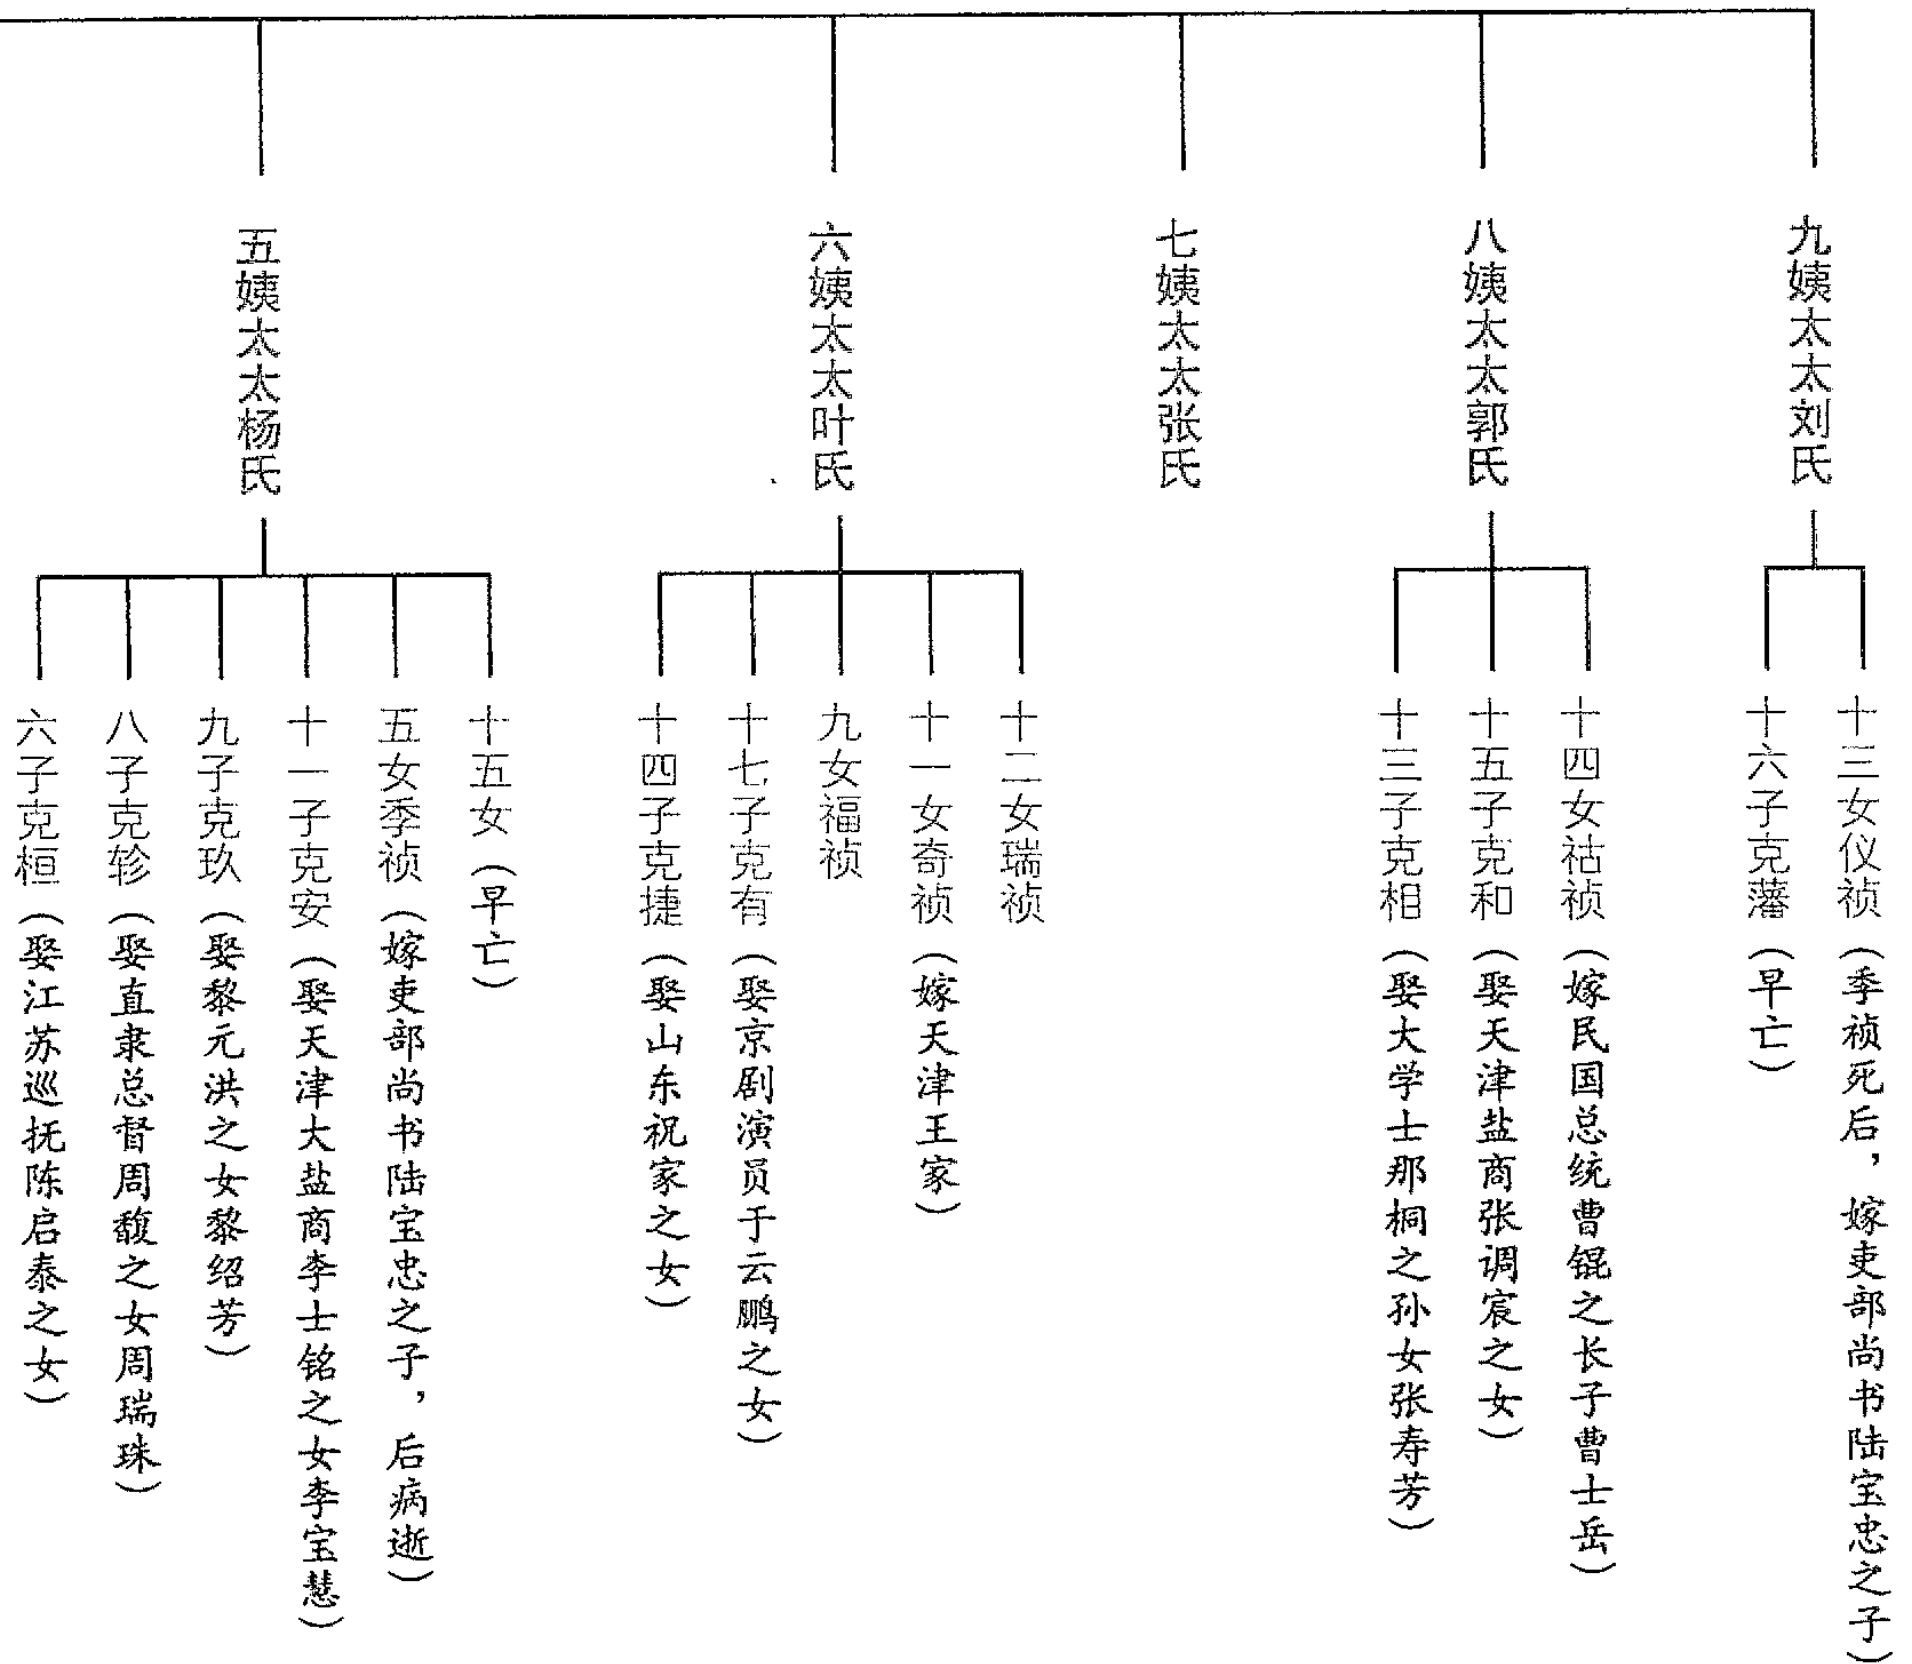 五姨太太杨氏
六姨太太叶氏
七姨太太张氏
八姨太太郭氏
九姨太太刘氏
六子克桓（娶江苏巡抚陈启泰之女）
八子克轸（娶直隶总督周馥之女周瑞珠）
九子克玖（娶黎元洪之女黎绍芳）
十一子克安（娶天津大盐商李士铭之女李宝慧）
五女季祯（嫁吏部尚书陆宝忠之子，后病逝）
十五女（早亡）
十四子克捷（娶山东祝家之女）
十七子克有（娶京剧演员于云鹏之女）
九女福祯
十一女奇祯（嫁天津王家）
十二女瑞祯
十三子克相（娶大学士那桐之孙女张寿芳）
十五子克和（娶天津盐商张调宸之女）
十四女祜祯（嫁民国总统曹锟之长子曹士岳）
十六子克藩（早亡）
十三女仪祯（季祯死后，嫁吏部尚书陆宝忠之子）